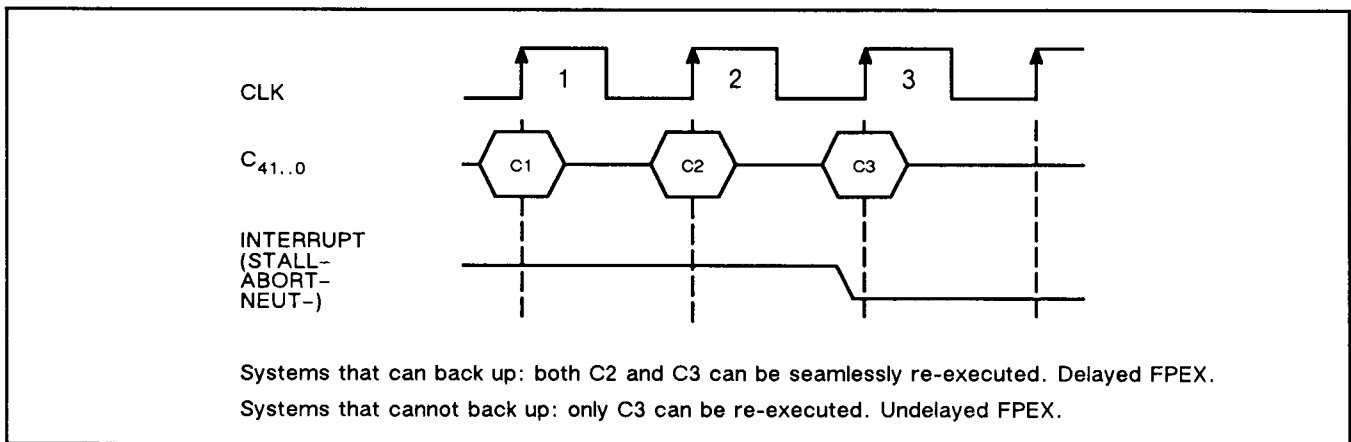 1 2 3
CLK
C41..0
C1 C2 C3
INTERRUPT
(STALL-
ABORT-
NEUT-)
Systems that can back up: both C2 and C3 can be seamlessly re-executed. Delayed FPEX.
Systems that cannot back up: only C3 can be re-executed. Undelayed FPEX.